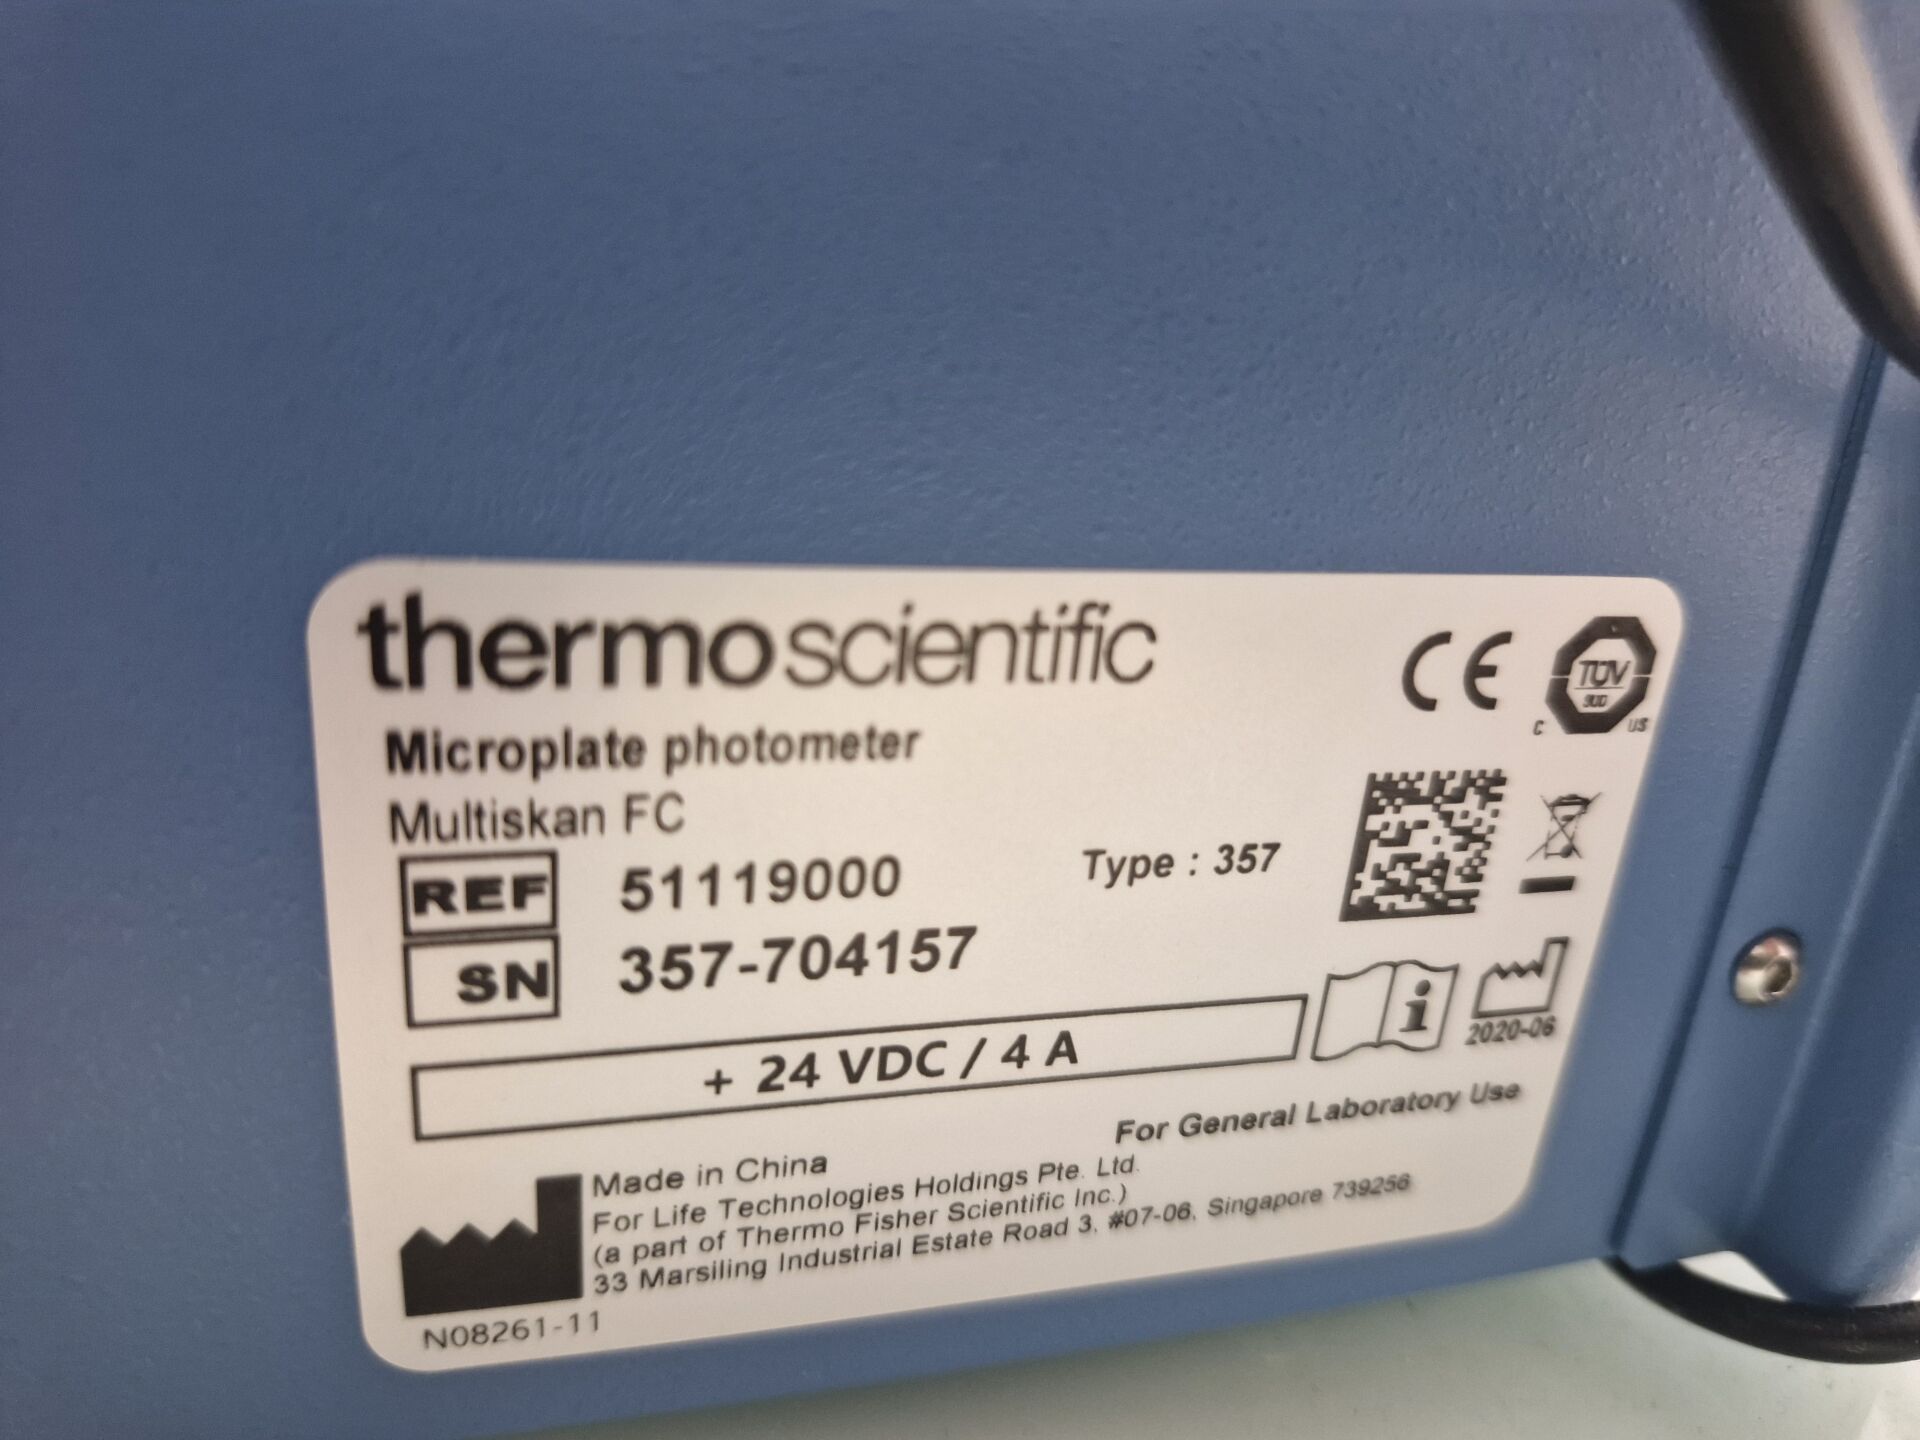 thermoscientific
CE
TÜV
SÜD
C US
Microplate photometer
Multiskan FC
REF 51119000 Type : 357
SN 357-704157
+ 24 VDC / 4 A
i
2020-06
For General Laboratory Use
Made in China
For Life Technologies Holdings Pte. Ltd.
(a part of Thermo Fisher Scientific Inc.)
33 Marsiling Industrial Estate Road 3, #07-06, Singapore 739256
N08261-11